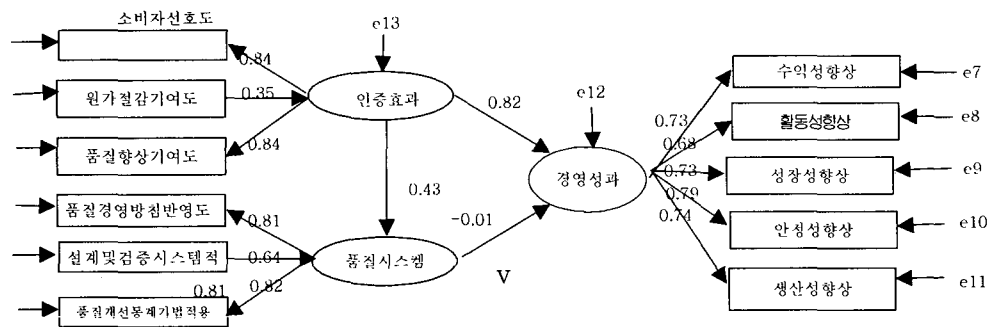 소비자선호도
e13
0.84
수익성향상
e7
원가절감기여도
0.35
인증효과
0.82
e12
0.73
활동성향상
e8
0.68
품질향상기여도
0.84
경영성과
0.73
성장성향상
e9
0.43
0.79
품질경영방침반영도
0.81
-0.01
0.74
안정성향상
e10
설계및검증시스템적
0.64
품질시스켐
V
0.82
0.81
생산성향상
e11
품질개선통계기법적용